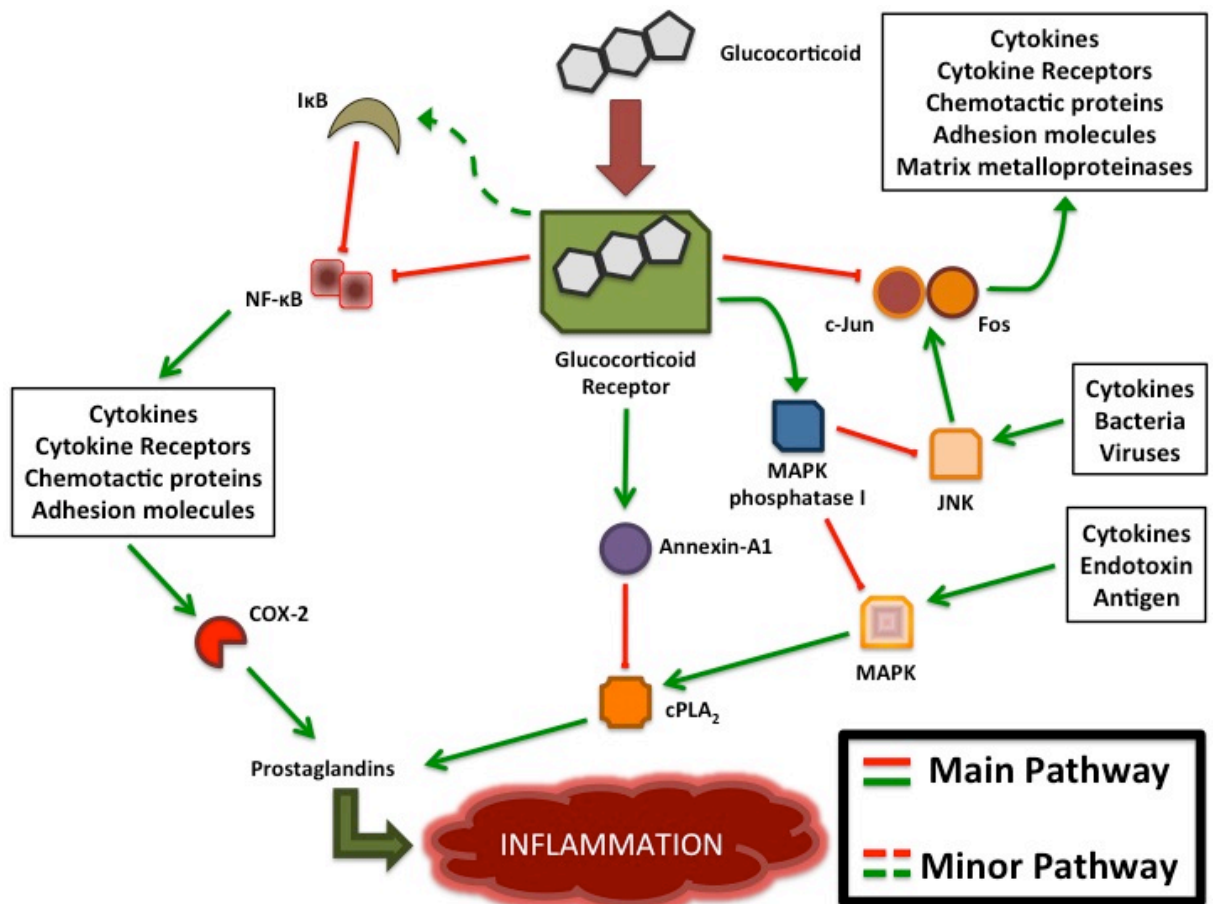 Glucocorticoid
Cytokines
Cytokine Receptors
Chemotactic proteins
Adhesion molecules
Matrix metalloproteinases
IκB
NF-κB
Glucocorticoid
Receptor
c-Jun
Fos
Cytokines
Cytokine Receptors
Chemotactic proteins
Adhesion molecules
MAPK
phosphatase I
JNK
Cytokines
Bacteria
Viruses
Annexin-A1
Cytokines
Endotoxin
Antigen
COX-2
MAPK
cPLA₂
Prostaglandins
INFLAMMATION
Main Pathway
Minor Pathway